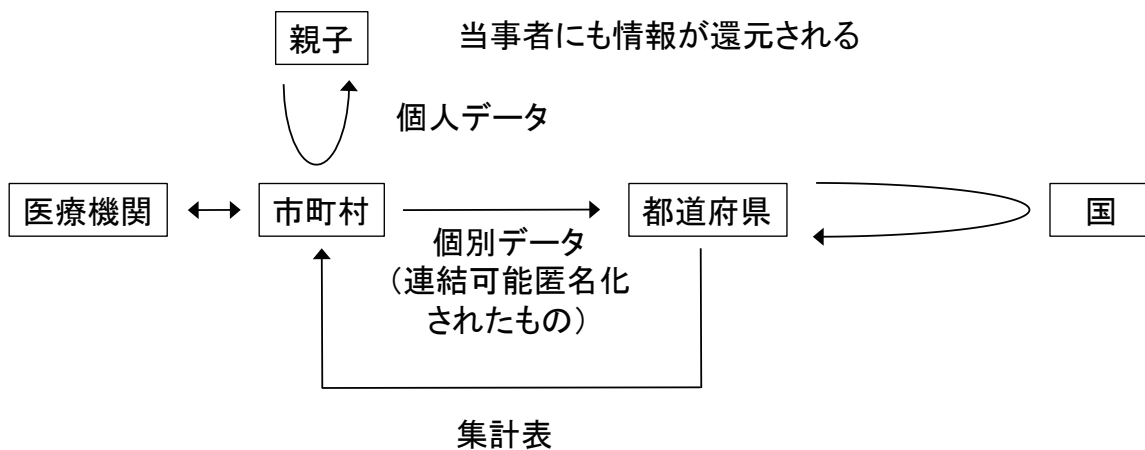 親子
当事者にも情報が還元される
個人データ
医療機関
市町村
都道府県
国
個別データ
（連結可能匿名化
されたもの）
集計表